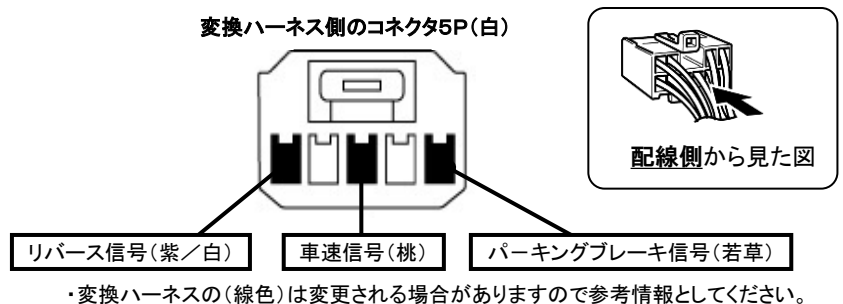 変換ハーネス側のコネクタ5P(白)
配線側から見た図
リバース信号(紫/白)
車速信号(桃)
パーキングブレーキ信号(若草)
・変換ハーネスの(線色)は変更される場合がありますので参考情報としてください。